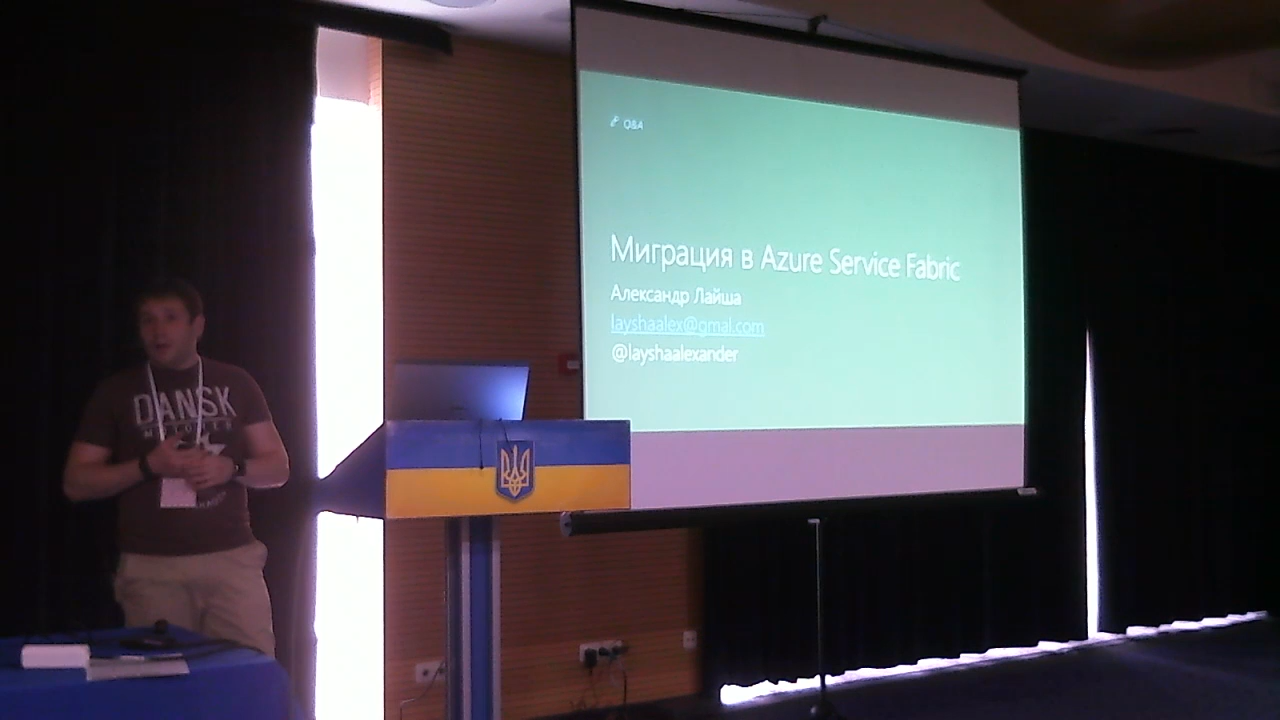 Q&A
Миграция в Azure Service Fabric
Александр Лайша
layshaalex@gmal.com
@layshaalexander
DANSK